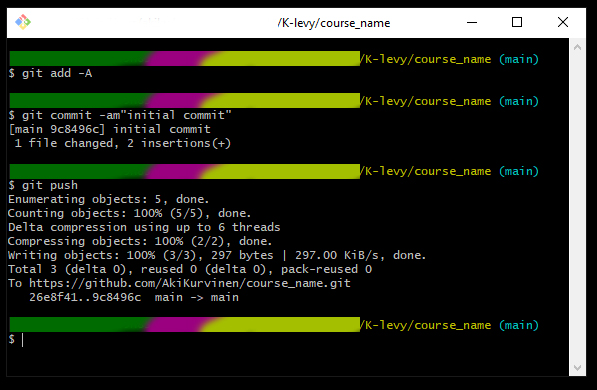 /K-levy/course_name
/K-levy/course_name (main)
$ git add -A
/K-levy/course_name (main)
$ git commit -am"initial commit"
[main 9c8496c] initial commit
1 file changed, 2 insertions(+)
/K-levy/course_name (main)
$ git push
Enumerating objects: 5, done.
Counting objects: 100% (5/5), done.
Delta compression using up to 6 threads
Compressing objects: 100% (2/2), done.
Writing objects: 100% (3/3), 297 bytes | 297.00 KiB/s, done.
Total 3 (delta 0), reused 0 (delta 0), pack-reused 0
To https://github.com/AkiKurvinen/course_name.git
26e8f41..9c8496c  main -> main
/K-levy/course_name (main)
$